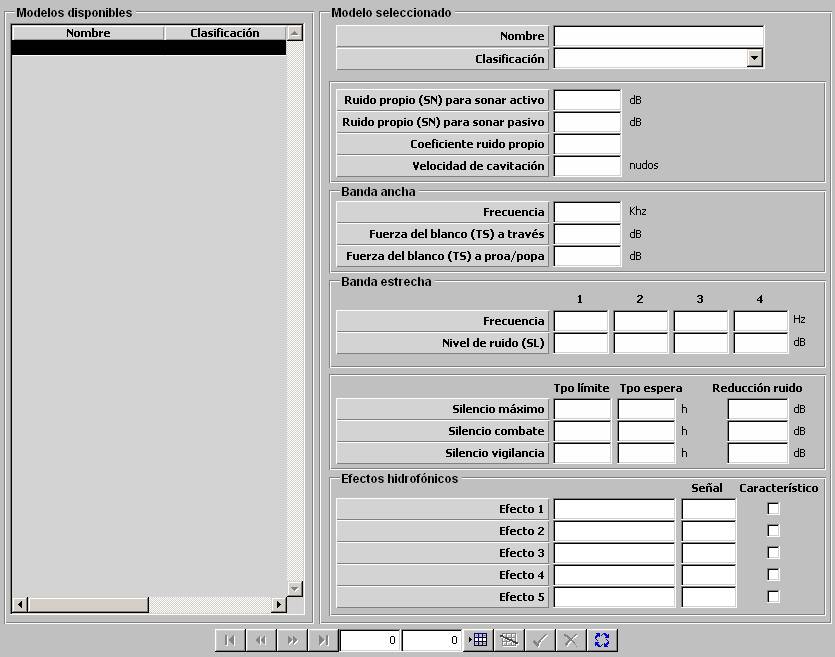 Modelos disponibles
Nombre Clasificación
Modelo seleccionado
Nombre
Clasificación
Ruido propio (SN) para sonar activo dB
Ruido propio (SN) para sonar pasivo dB
Coeficiente ruido propio
Velocidad de cavitación nudos
Banda ancha
Frecuencia Khz
Fuerza del blanco (TS) a través dB
Fuerza del blanco (TS) a proa/popa dB
Banda estrecha
1 2 3 4
Frecuencia Hz
Nivel de ruido (SL) dB
Tpo límite Tpo espera Reducción ruido
Silencio máximo h dB
Silencio combate h dB
Silencio vigilancia h dB
Efectos hidrofónicos
Señal Característico
Efecto 1
Efecto 2
Efecto 3
Efecto 4
Efecto 5
0 0